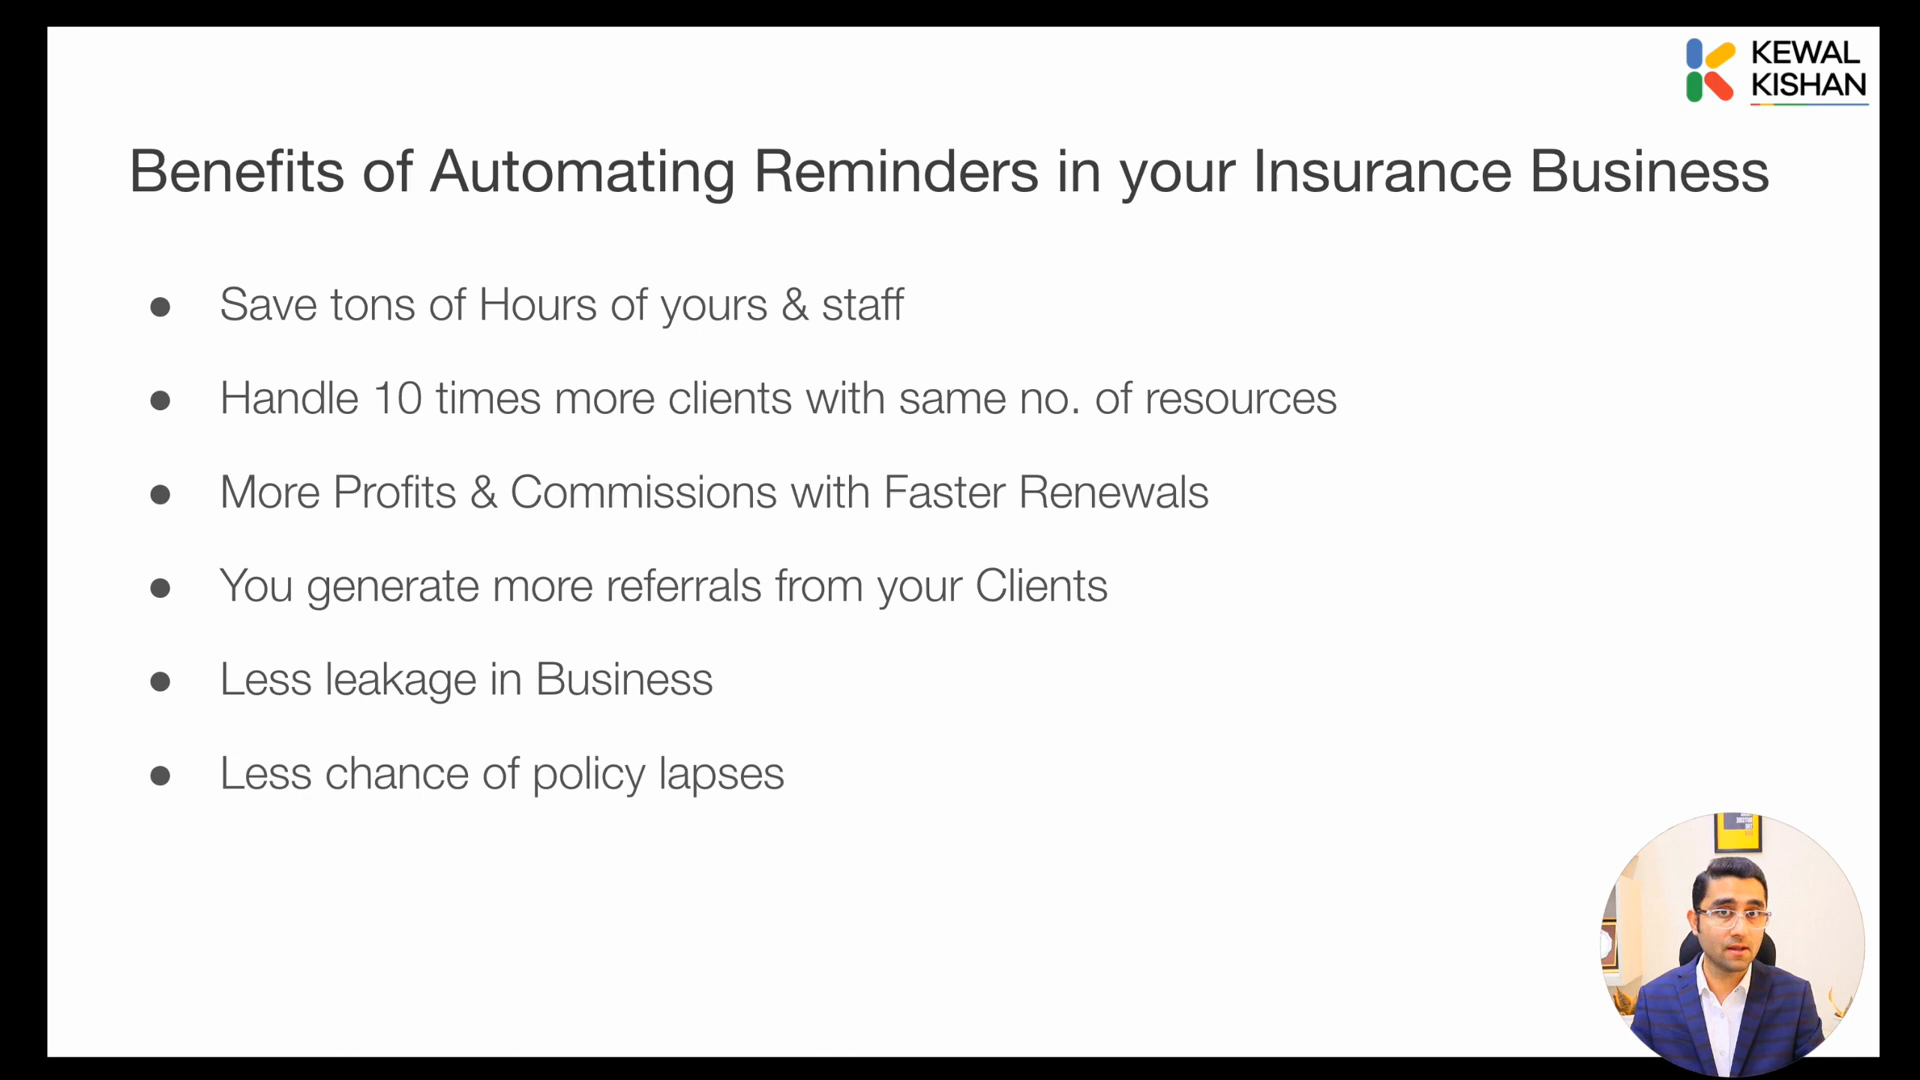 KEWAL
KISHAN
Benefits of Automating Reminders in your Insurance Business
● Save tons of Hours of yours & staff
● Handle 10 times more clients with same no. of resources
● More Profits & Commissions with Faster Renewals
● You generate more referrals from your Clients
● Less leakage in Business
● Less chance of policy lapses